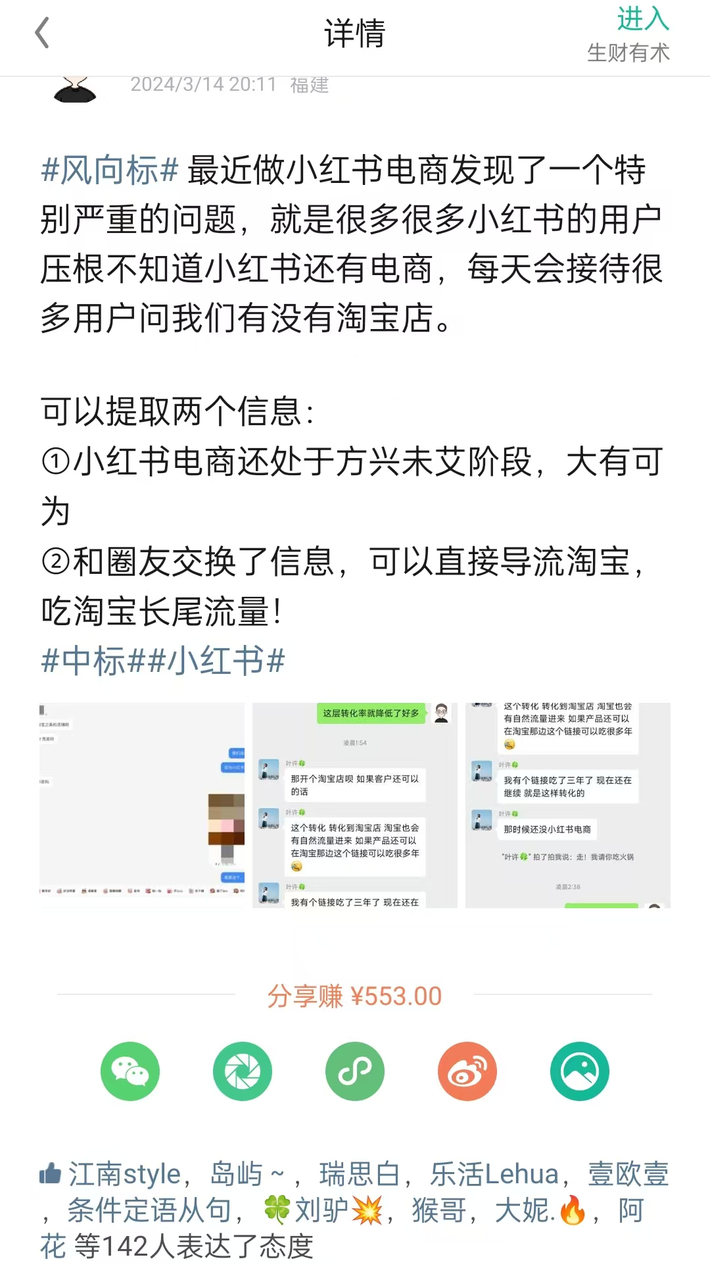 详情
进入
生财有术
2024/3/14 20:11 福建
#风向标# 最近做小红书电商发现了一个特
别严重的问题，就是很多很多小红书的用户
压根不知道小红书还有电商，每天会接待很
多用户问我们有没有淘宝店。
可以提取两个信息：
①小红书电商还处于方兴未艾阶段，大有可
为
②和圈友交换了信息，可以直接导流淘宝，
吃淘宝长尾流量！
#中标##小红书#
这层转化率就降低了好多
凌晨1:54
叶许🍀
那开个淘宝店呗 如果客户还可以
的话
叶许🍀
这个转化 转化到淘宝店 淘宝也会
有自然流量进来 如果产品还可以
在淘宝那边这个链接可以吃很多年
😄
叶许🍀
我有个链接吃了三年了 现在还在
这个转化 转化到淘宝店 淘宝也会
有自然流量进来 如果产品还可以
在淘宝那边这个链接可以吃很多年
😄
叶许🍀
我有个链接吃了三年了 现在还在
继续 就是这样转化的
叶许🍀
那时候还没小红书电商
"叶许🍀" 拍了拍我说：走！我请你吃火锅
凌晨2:38
分享赚 ¥553.00
江南style，岛屿 ~ ，瑞思白，乐活Lehua，壹欧壹
，条件定语从句，🍀刘驴💥，猴哥，大妮.🔥，阿
花 等142人表达了态度